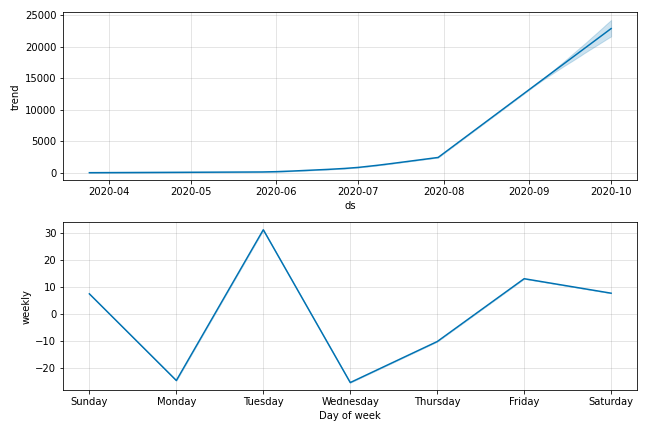 25000
20000
15000
10000
5000
0
trend
2020-04 2020-05 2020-06 2020-07 2020-08 2020-09 2020-10
ds
30
20
10
0
−10
−20
weekly
Sunday Monday Tuesday Wednesday Thursday Friday Saturday
Day of week